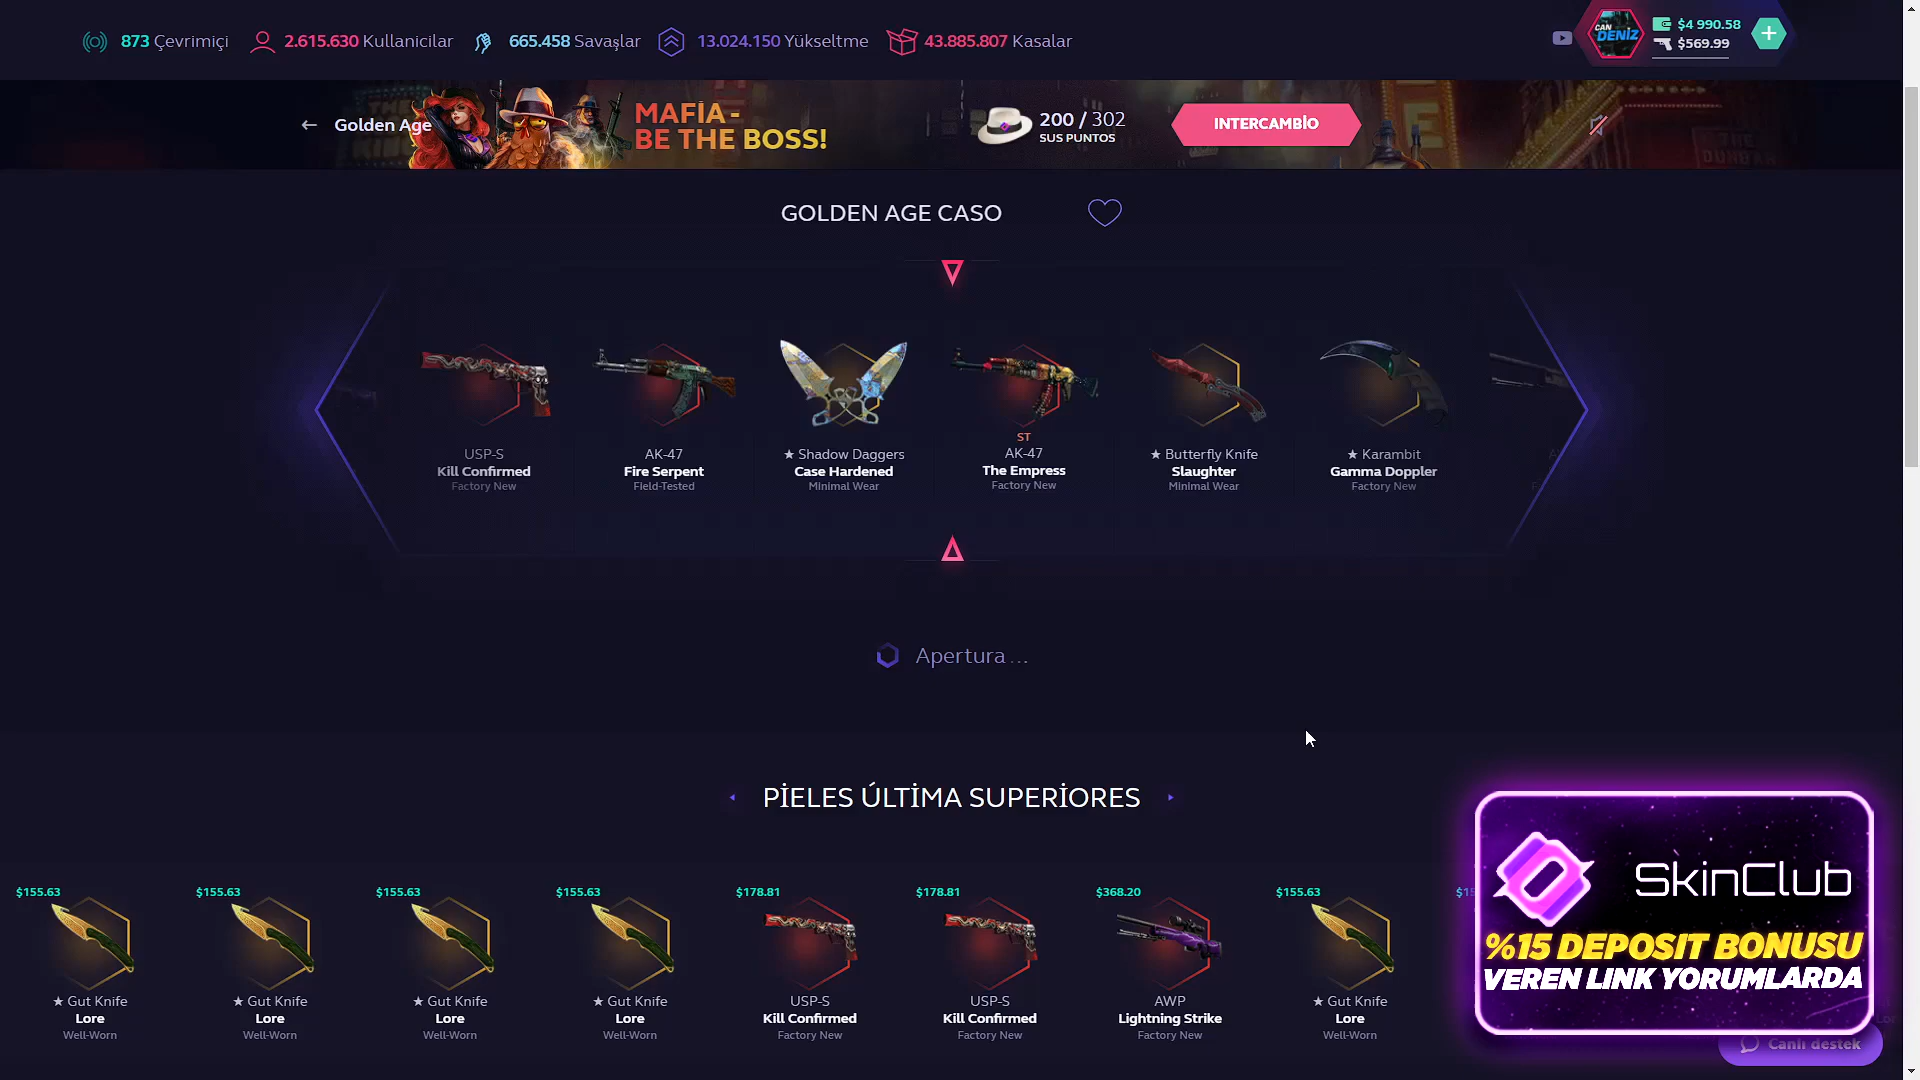 873 Çevrimiçi
2.615.630 Kullanicilar
665.458 Savaşlar
13.024.150 Yükseltme
43.885.807 Kasalar
CAN DENİZ
$4 990.58
$569.99
Golden Age
MAFİA -
BE THE BOSS!
200 / 302
SUS PUNTOS
INTERCAMBİO
GOLDEN AGE CASO
USP-S
Kill Confirmed
Factory New
AK-47
Fire Serpent
Field-Tested
★ Shadow Daggers
Case Hardened
Minimal Wear
ST
AK-47
The Empress
Factory New
★ Butterfly Knife
Slaughter
Minimal Wear
★ Karambit
Gamma Doppler
Factory New
Apertura ...
PİELES ÚLTİMA SUPERİORES
$155.63
★ Gut Knife
Lore
Well-Worn
$155.63
★ Gut Knife
Lore
Well-Worn
$155.63
★ Gut Knife
Lore
Well-Worn
$155.63
★ Gut Knife
Lore
Well-Worn
$178.81
USP-S
Kill Confirmed
Factory New
$178.81
USP-S
Kill Confirmed
Factory New
$368.20
AWP
Lightning Strike
Factory New
$155.63
★ Gut Knife
Lore
Well-Worn
SkinClub
%15 DEPOSIT BONUSU
VEREN LINK YORUMLARDA
Canlı destek